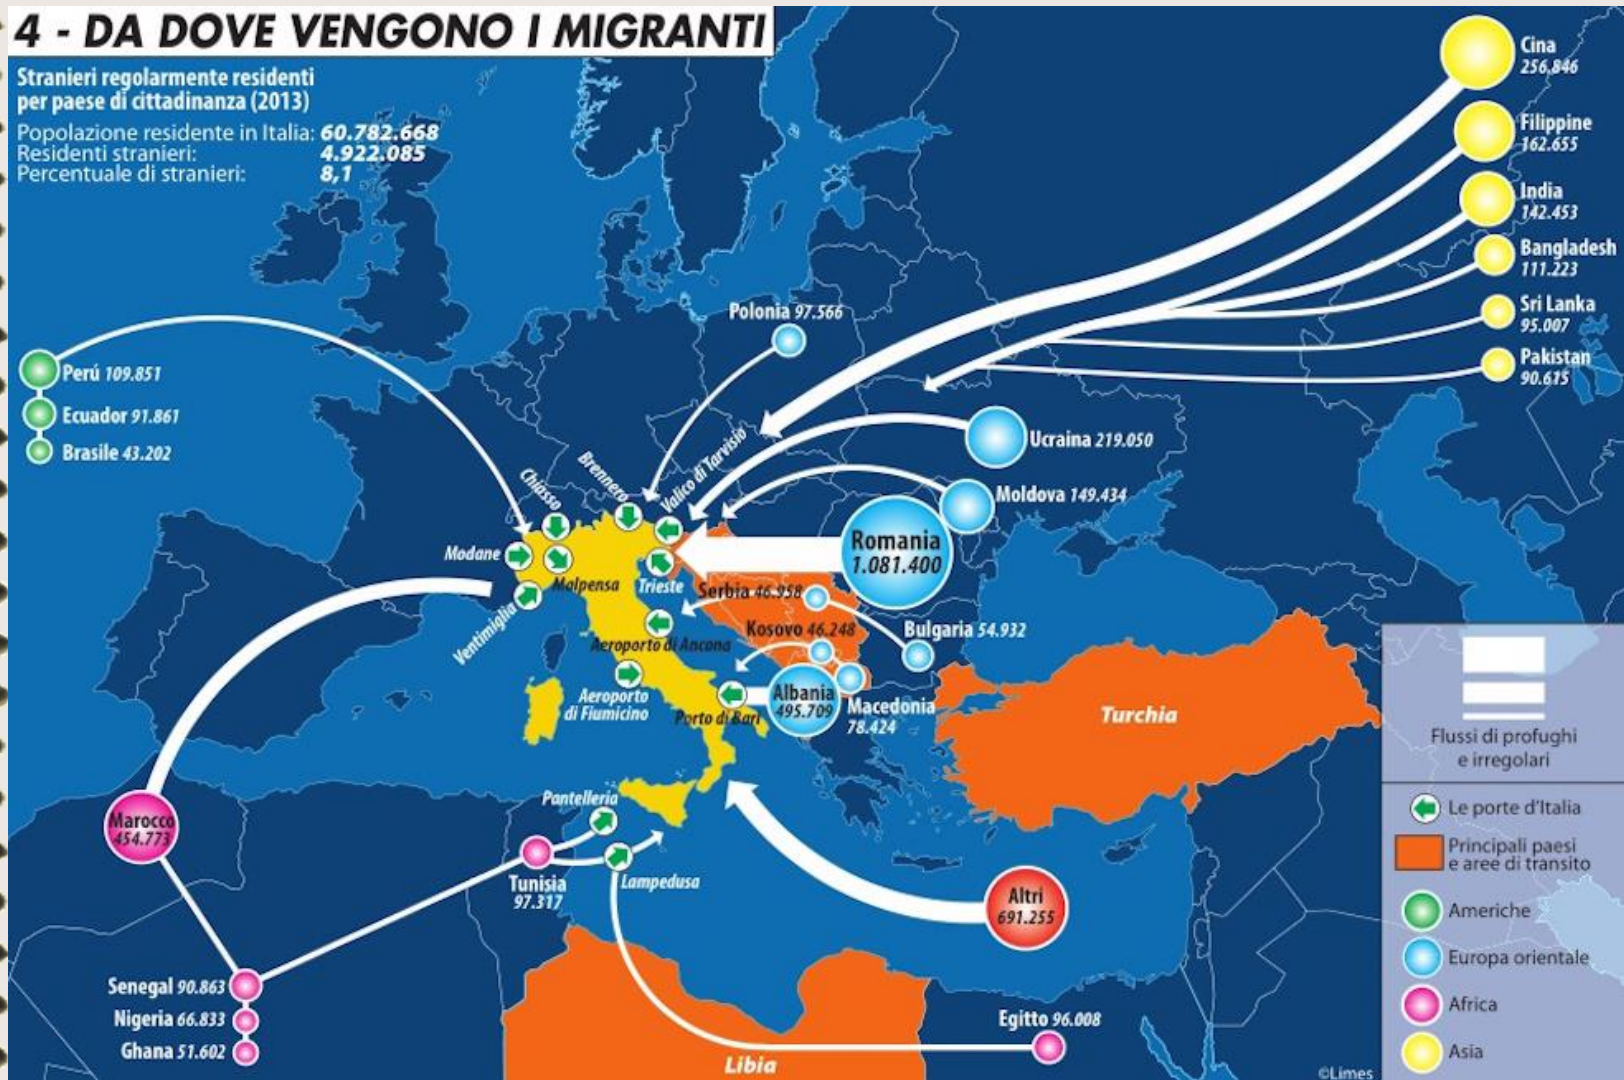 4 - DA DOVE VENGONO I MIGRANTI
Stranieri regolarmente residenti
per paese di cittadinanza (2013)
Popolazione residente in Italia: 60.782.668
Residenti stranieri: 4.922.085
Percentuale di stranieri: 8,1
Cina
256.846
Filippine
162.655
India
142.453
Bangladesh
111.223
Sri Lanka
95.007
Pakistan
90.615
Polonia 97.566
Perú 109.851
Ecuador 91.861
Brasile 43.202
Ucraina 219.050
Moldova 149.434
Romania
1.081.400
Chiasso
Brennero
Valico di Tarvisio
Modane
Malpensa
Trieste
Ventimiglia
Serbia 46.958
Kosovo 46.248
Bulgaria 54.932
Aeroporto di Ancona
Aeroporto
di Fiumicino
Porto di Bari
Albania
495.709
Macedonia
78.424
Turchia
Marocco
454.773
Pantelleria
Tunisia
97.317
Lampedusa
Altri
691.255
Senegal 90.863
Nigeria 66.833
Ghana 51.602
Egitto 96.008
Libia
Flussi di profughi
e irregolari
Le porte d'Italia
Principali paesi
e aree di transito
Americhe
Europa orientale
Africa
Asia
©Limes